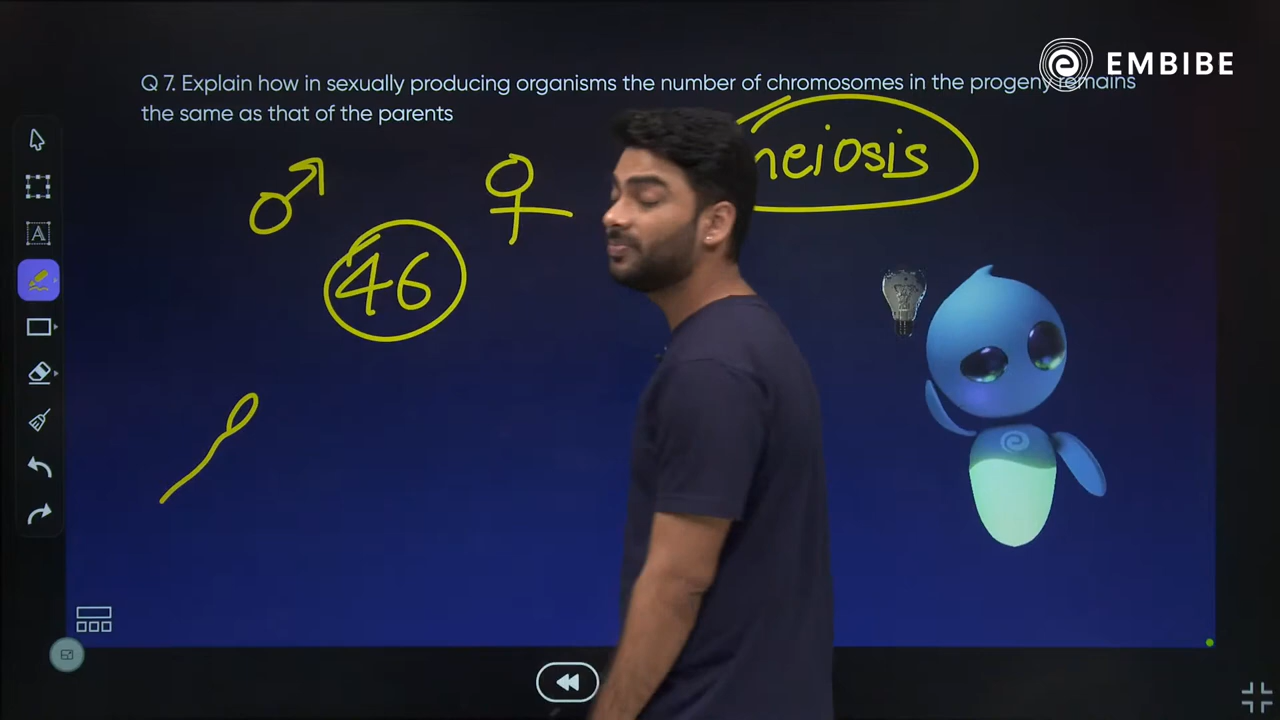 EMBIBE
Q 7. Explain how in sexually producing organisms the number of chromosomes in the progeny remains
the same as that of the parents
meiosis
46
A